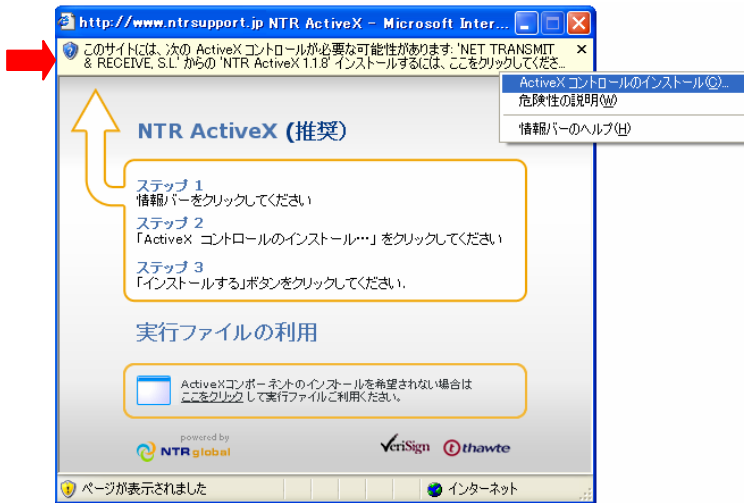 http://www.ntrsupport.jp NTR ActiveX - Microsoft Inter...
このサイトには、次の ActiveX コントロールが必要な可能性があります: 'NET TRANSMIT
& RECEIVE, S.L' からの 'NTR ActiveX 1.1.8' インストールするには、ここをクリックしてくださ...
ActiveX コントロールのインストール(C)...
危険性の説明(W)
情報バーのヘルプ(H)
NTR ActiveX (推奨)
ステップ 1
情報バーをクリックしてください
ステップ 2
「ActiveX コントロールのインストール…」をクリックしてください
ステップ 3
「インストールする」ボタンをクリックしてください.
実行ファイルの利用
ActiveXコンポーネントのインストールを希望されない場合は
ここをクリック して実行ファイルご利用ください。
powered by
NTRglobal
VeriSign
thawte
ページが表示されました
インターネット